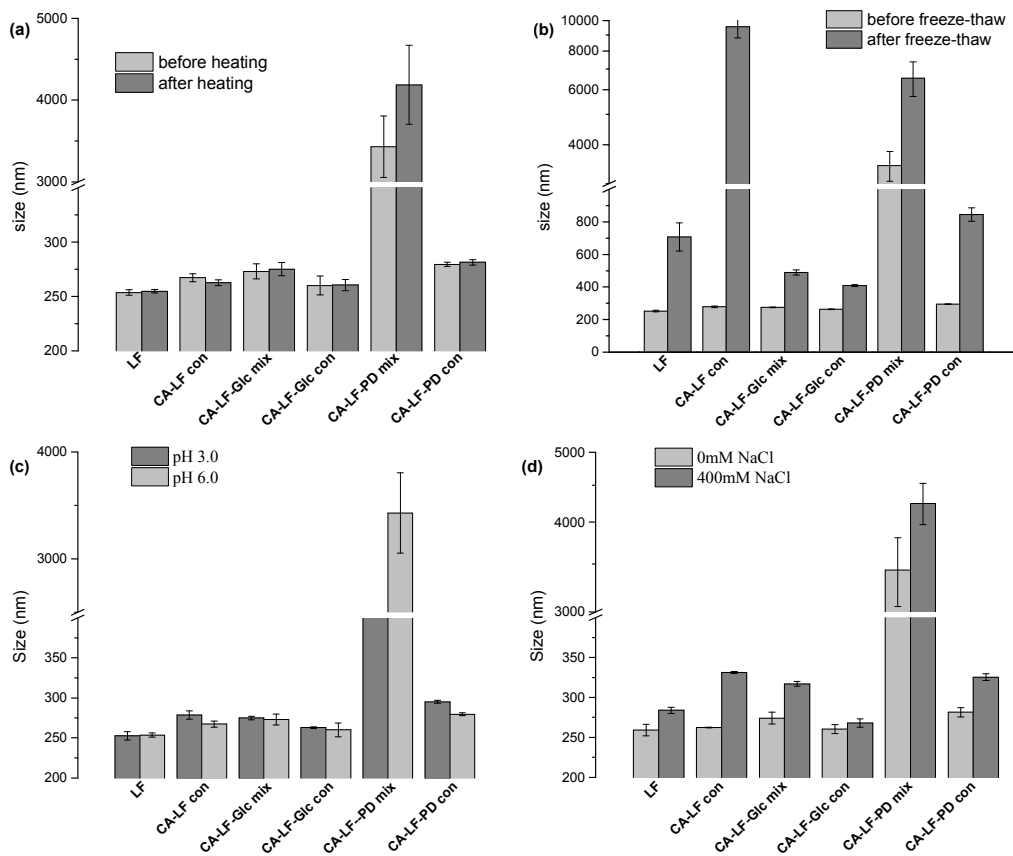 (a)
before heating
after heating
size (nm)
5000
4000
3000
300
250
200
LF
CA-LF con
CA-LF-Glc mix
CA-LF-Glc con
CA-LF-PD mix
CA-LF-PD con
(b)
before freeze-thaw
after freeze-thaw
size (nm)
10000
8000
6000
4000
800
600
400
200
0
LF
CA-LF con
CA-LF-Glc mix
CA-LF-Glc con
CA-LF-PD mix
CA-LF-PD con
(c)
pH 3.0
pH 6.0
Size (nm)
4000
3000
350
300
250
200
LF
CA-LF con
CA-LF-Glc mix
CA-LF-Glc con
CA-LF--PD mix
CA-LF-PD con
(d)
0mM NaCl
400mM NaCl
Size (nm)
5000
4000
3000
350
300
250
200
LF
CA-LF con
CA-LF-Glc mix
CA-LF-Glc con
CA-LF-PD mix
CA-LF-PD con